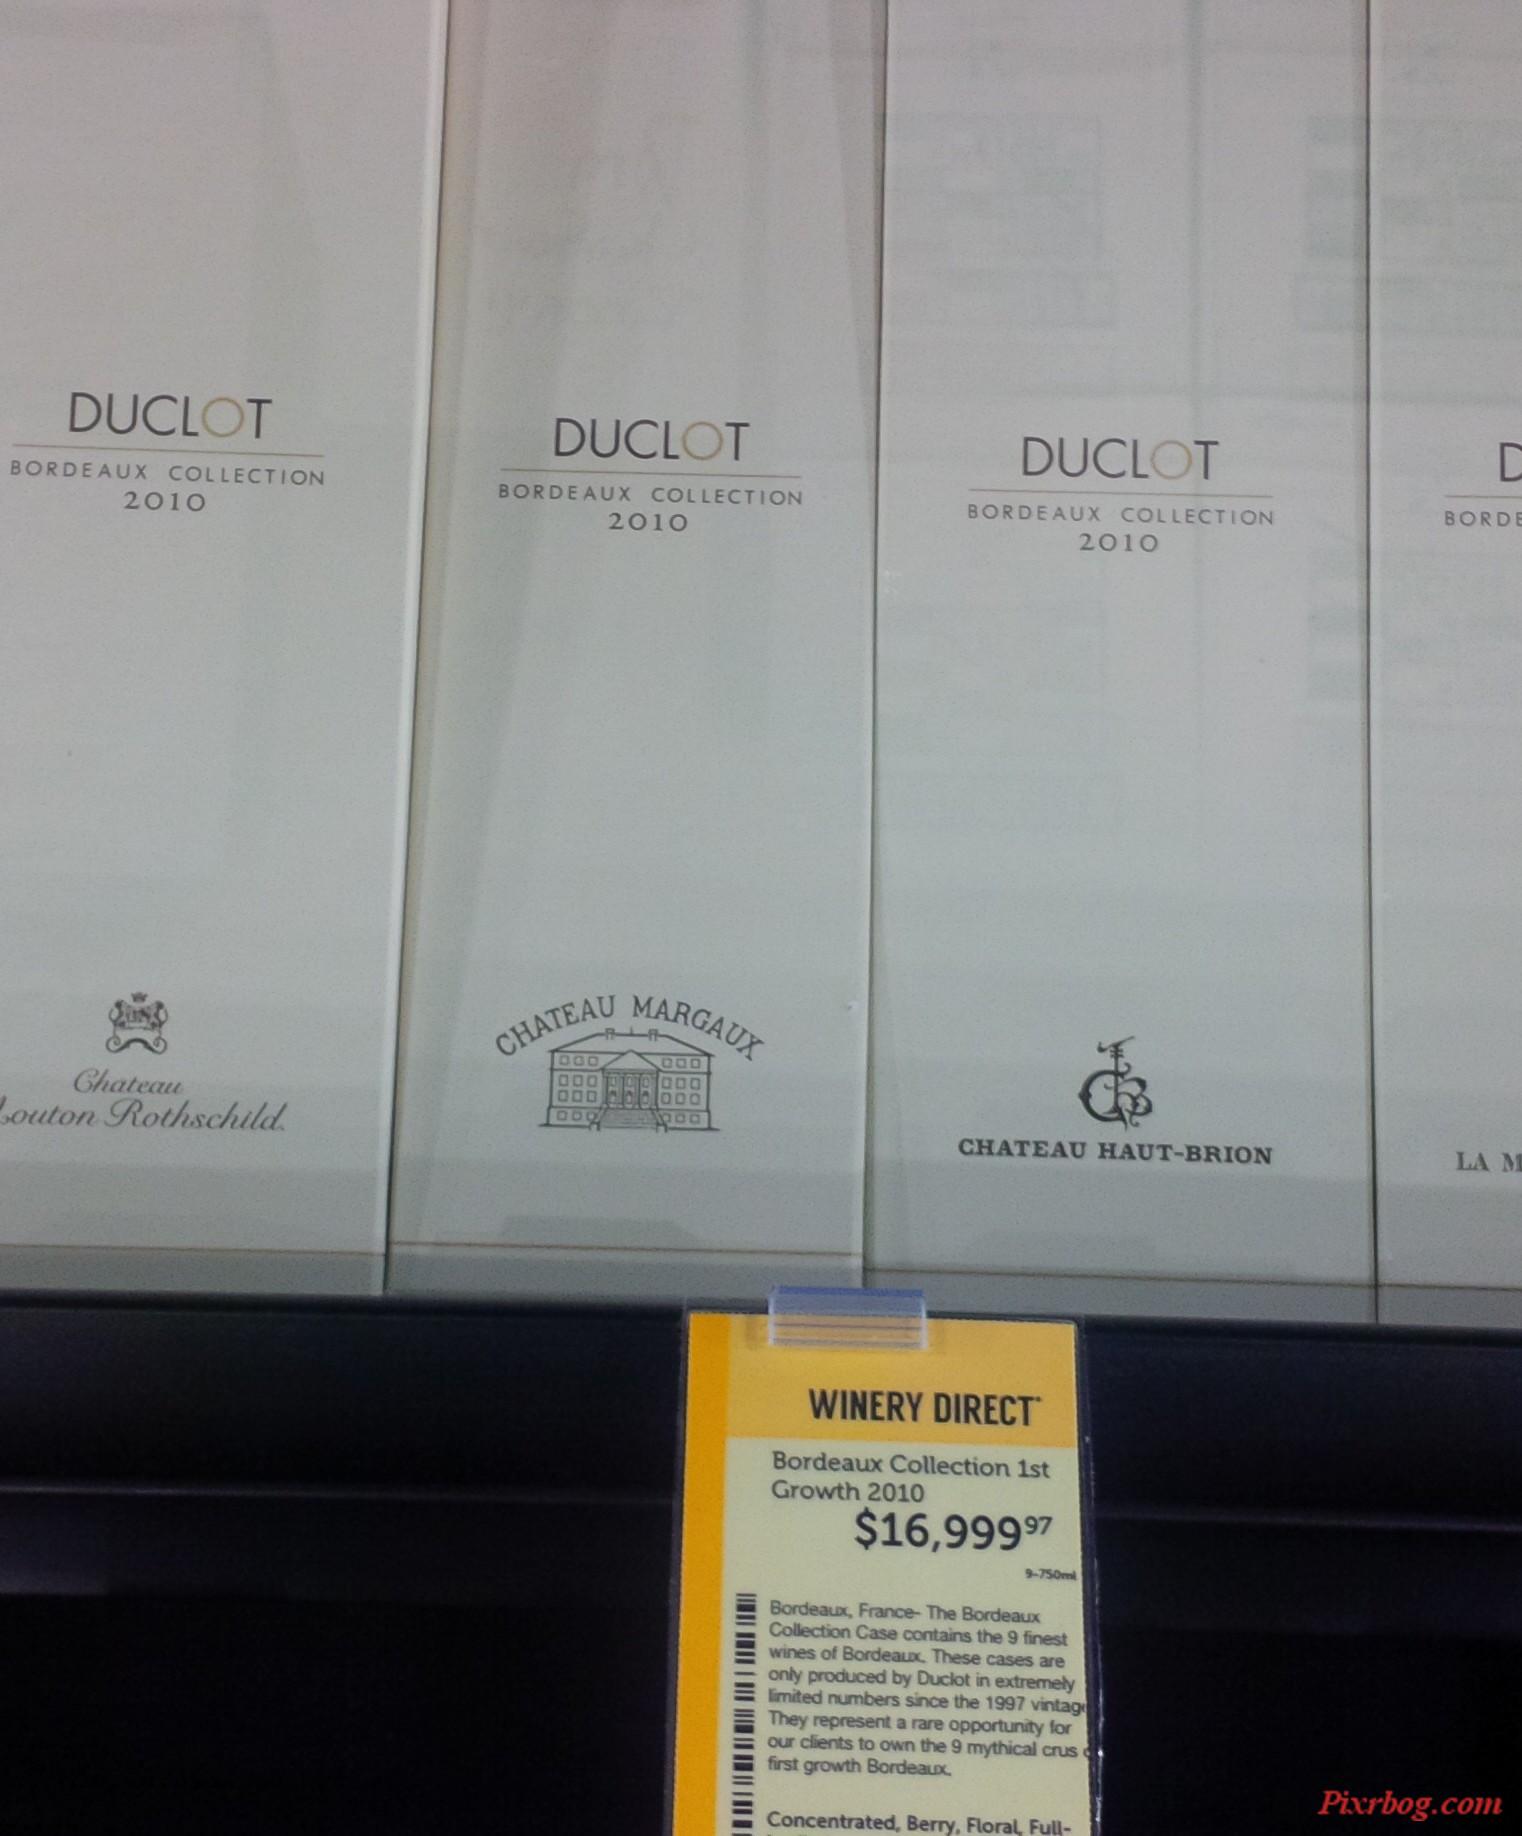 DUCLOT
BORDEAUX COLLECTION
2010
Chateau
Rothschild.
DUCLOT
BORDEAUX COLLECTION
2010
CHATEAU MARGAUX
DUCLOT
BORDEAUX COLLECTION
2010
CHATEAU HAUT-BRION
LA
WINERY DIRECT
Bordeaux Collection 1st
Growth 2010
$16,999 97
9-750ml
Bordeaux, France- The Bordeaux
Collection Case contains the 9 finest
wines of Bordeaux. These cases are
only produced by Duclot in extremely
limited numbers since the 1997
They represent a rare opportunity for
our clients to own the 9 mythical crus
first growth Bordeaux.
Concentrated, Berry, Floral, Full-
Pixrbog.com